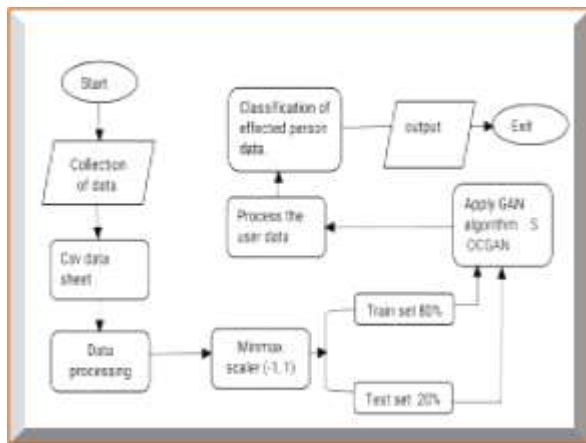 Start
Collection
of data
Csv data
sheet
Data
processing
Minmax
scaler (-1, 1)
Train set 80%
Test set 20%
Apply GAN
algorithm S
OCGAN
Process the
user data
Classification of
effected person
data.
output
Exit